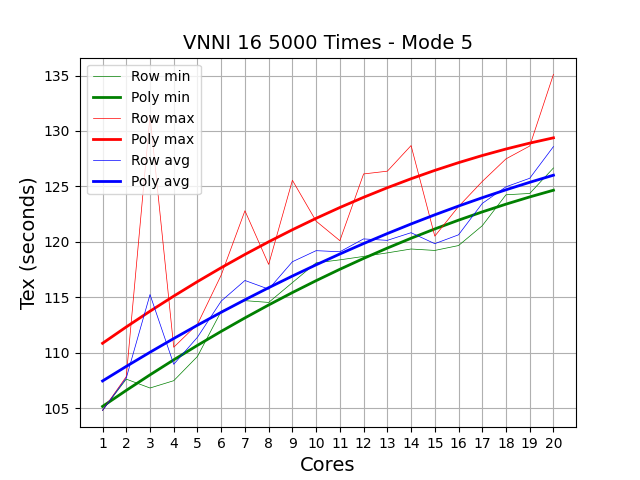 VNNI 16 5000 Times - Mode 5
Row min
Poly min
Row max
Poly max
Row avg
Poly avg
135
130
125
120
115
110
105
Tex (seconds)
1 2 3 4 5 6 7 8 9 10 11 12 13 14 15 16 17 18 19 20
Cores